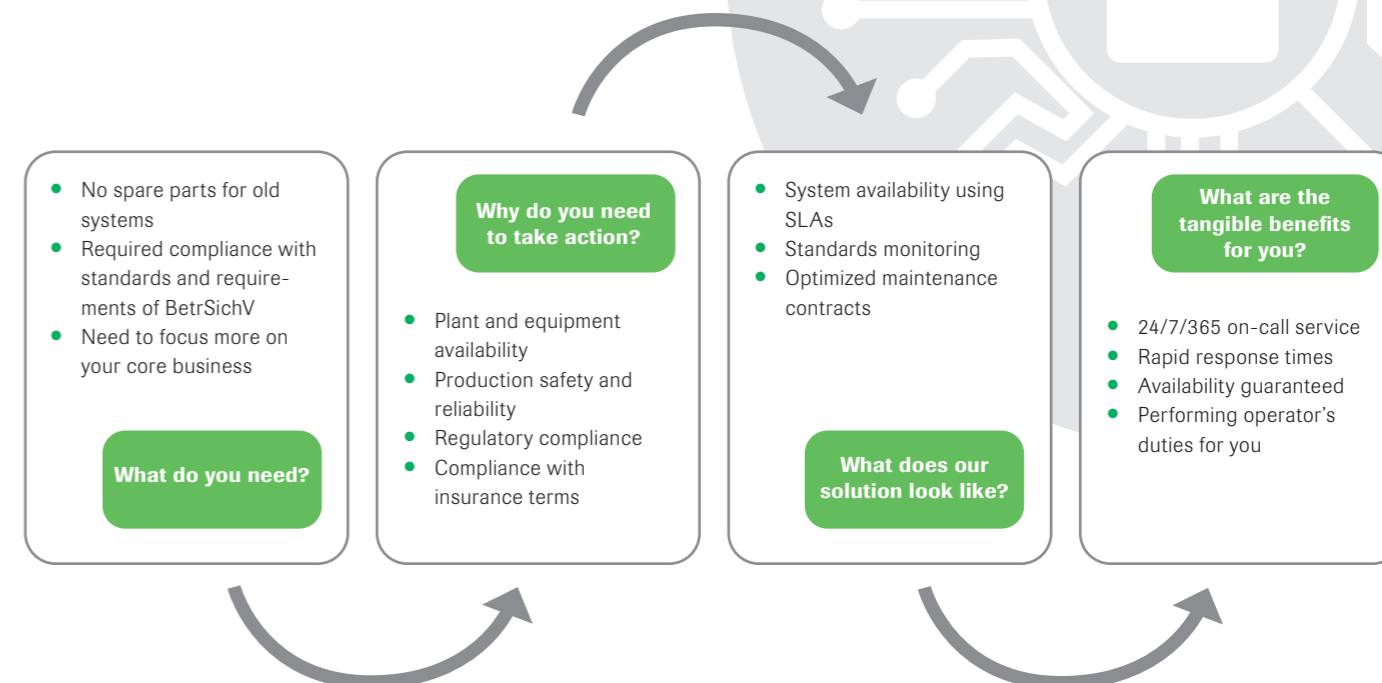 • No spare parts for old
systems
• Required compliance with
standards and require-
ments of BetrSichV
• Need to focus more on
your core business
What do you need?
Why do you need
to take action?
• Plant and equipment
availability
• Production safety and
reliability
• Regulatory compliance
• Compliance with
insurance terms
• System availability using
SLAs
• Standards monitoring
• Optimized maintenance
contracts
What does our
solution look like?
What are the
tangible benefits
for you?
• 24/7/365 on-call service
• Rapid response times
• Availability guaranteed
• Performing operator’s
duties for you